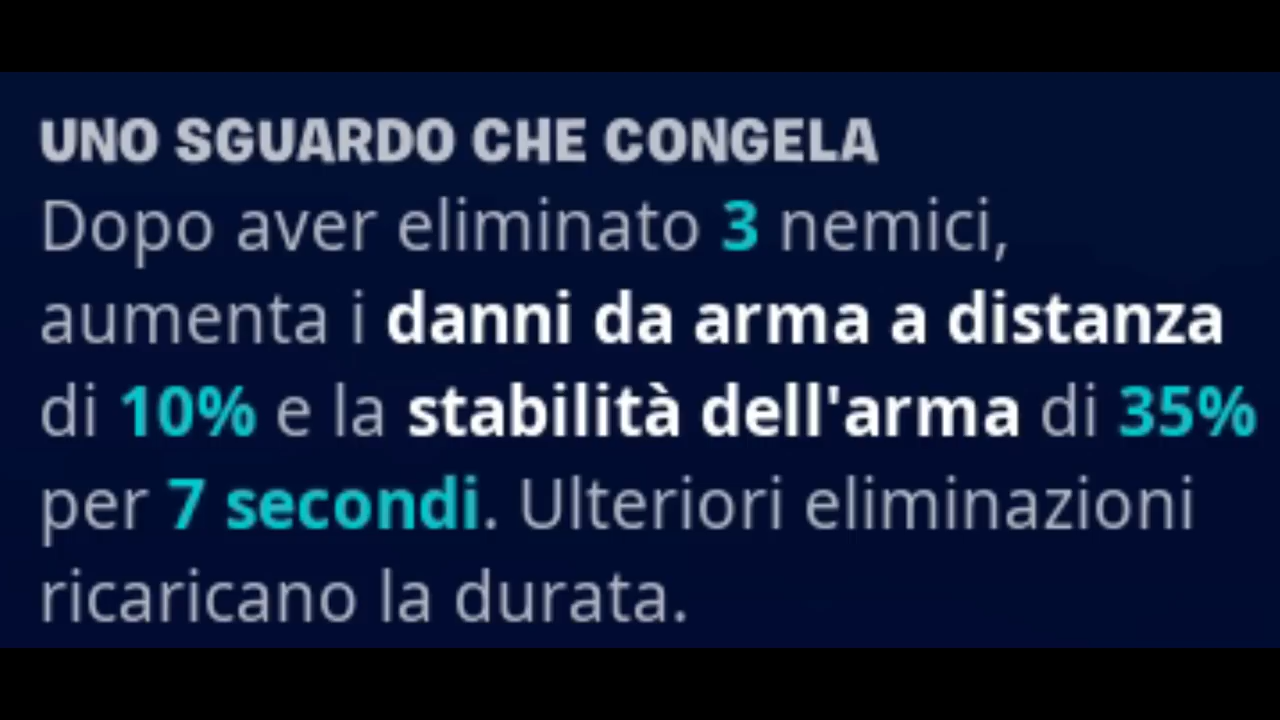 UNO SGUARDO CHE CONGELA
Dopo aver eliminato 3 nemici,
aumenta i danni da arma a distanza
di 10% e la stabilità dell'arma di 35%
per 7 secondi. Ulteriori eliminazioni
ricaricano la durata.